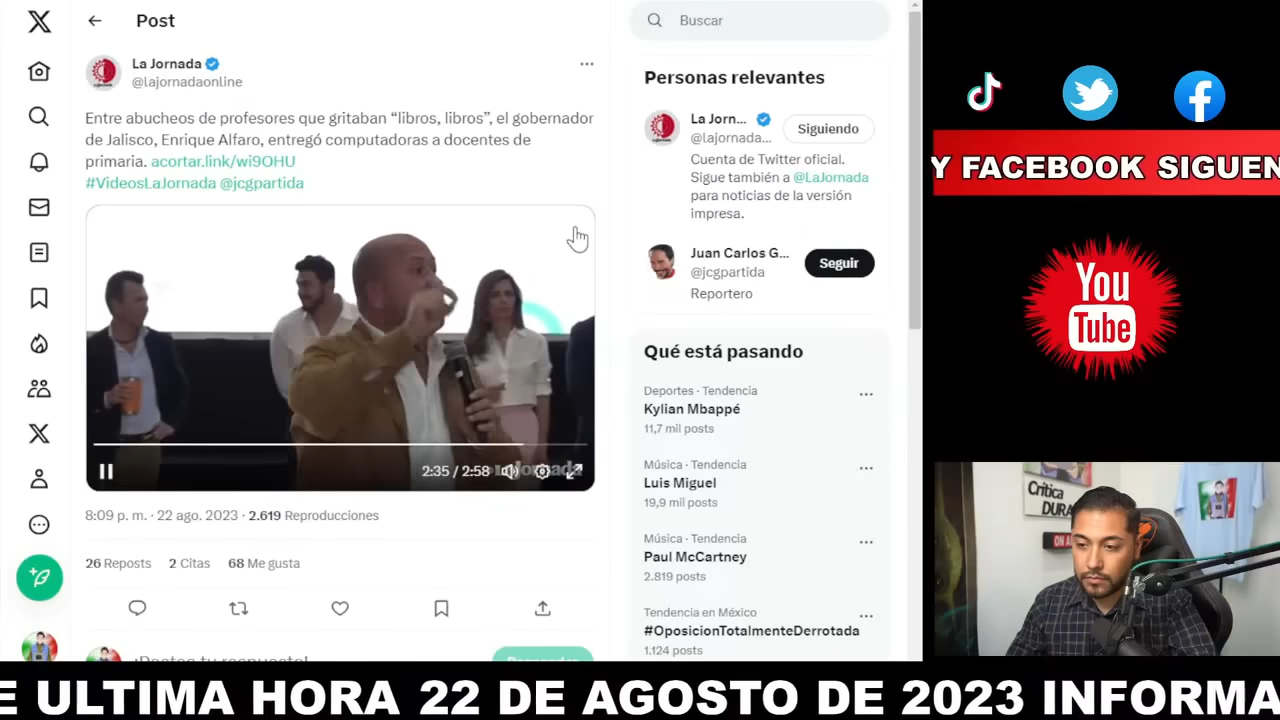 Post
Buscar
La Jornada
@lajornadaonline
Entre abucheos de profesores que gritaban “libros, libros”, el gobernador
de Jalisco, Enrique Alfaro, entregó computadoras a docentes de
primaria. acortar.link/wi9OHU
#VideosLaJornada @jcgpartida
2:35 / 2:58
8:09 p. m. · 22 ago. 2023 · 2.619 Reproducciones
26 Reposts 2 Citas 68 Me gusta
Personas relevantes
La Jorn...
@lajornada...
Siguiendo
Cuenta de Twitter oficial.
Sigue también a @LaJornada
para noticias de la versión
impresa.
Juan Carlos G...
@jcgpartida
Seguir
Reportero
Qué está pasando
Deportes · Tendencia
Kylian Mbappé
11,7 mil posts
Música · Tendencia
Luis Miguel
19,9 mil posts
Música · Tendencia
Paul McCartney
2.819 posts
Tendencia en México
#OposicionTotalmenteDerrotada
1.124 posts
Y FACEBOOK SIGUEN
You
Tube
Crítica
DURA
E ULTIMA HORA 22 DE AGOSTO DE 2023 INFORMA